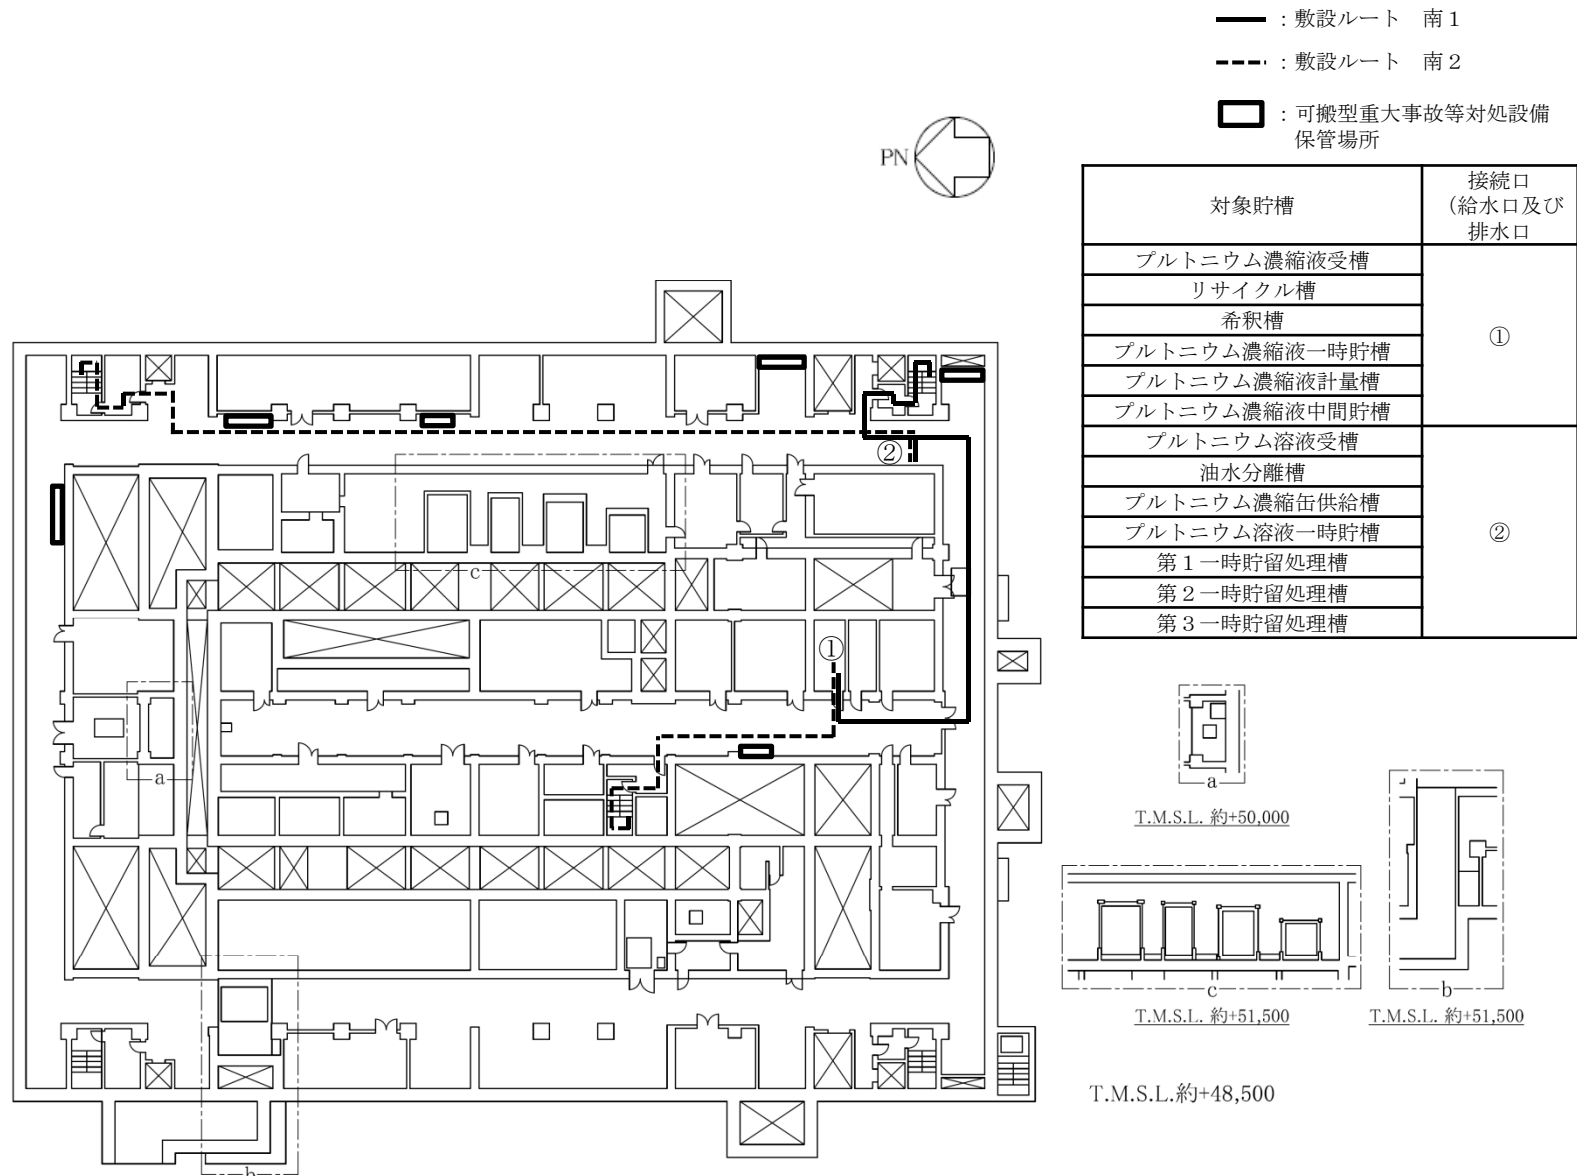 ：敷設ルート　南１
：敷設ルート　南２
：可搬型重大事故等対処設備
保管場所
PN
対象貯槽
接続口
（給水口及び
排水口
プルトニウム濃縮液受槽
リサイクル槽
希釈槽
プルトニウム濃縮液一時貯槽
プルトニウム濃縮液計量槽
プルトニウム濃縮液中間貯槽
①
プルトニウム溶液受槽
油水分離槽
プルトニウム濃縮缶供給槽
プルトニウム溶液一時貯槽
第１一時貯留処理槽
第２一時貯留処理槽
第３一時貯留処理槽
②
②
c
①
a
b
a
T.M.S.L. 約+50,000
c
T.M.S.L. 約+51,500
b
T.M.S.L. 約+51,500
T.M.S.L.約+48,500